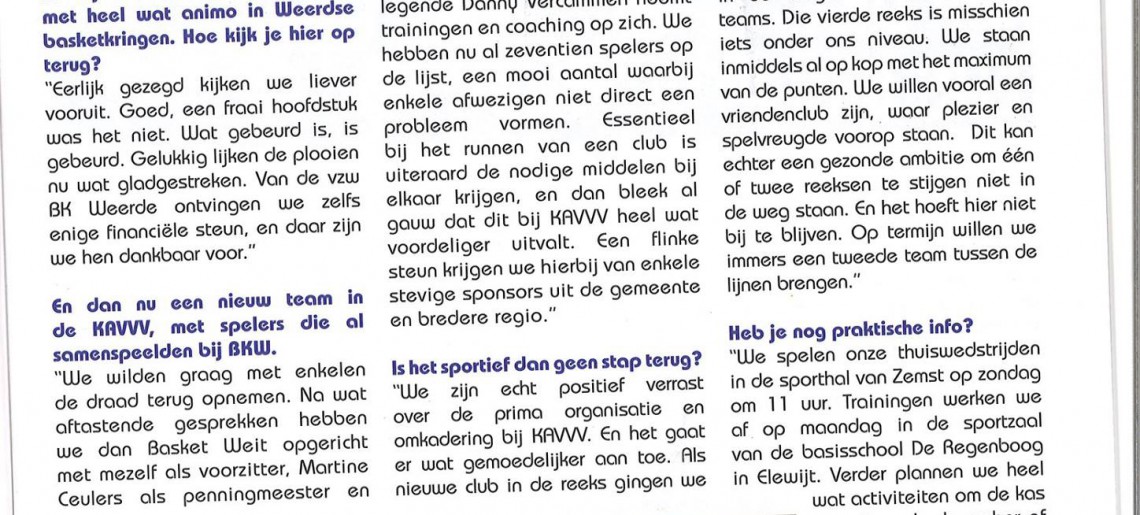 met heel wat animo in Weerdse
basketkringen. Hoe kijk je hier op
terug?
“Eerlijk gezegd kijken we liever
vooruit. Goed, een fraai hoofdstuk
was het niet. Wat gebeurd is, is
gebeurd. Gelukkig lijken de plooien
nu wat gladgestreken. Van de vzw
BK Weerde ontvingen we zelfs
enige financiële steun, en daar zijn
we hen dankbaar voor.”
En dan nu een nieuw team in
de KAVVV, met spelers die al
samenspeelden bij BKW.
“We wilden graag met enkelen
de draad terug opnemen. Na wat
aftastende gesprekken hebben
we dan Basket Weit opgericht
met mezelf als voorzitter, Martine
Ceulers als penningmeester en
legende Danny Vercammen neemt
trainingen en coaching op zich. We
hebben nu al zeventien spelers op
de lijst, een mooi aantal waarbij
enkele afwezigen niet direct een
probleem vormen. Essentieel
bij het runnen van een club is
uiteraard de nodige middelen bij
elkaar krijgen, en dan bleek al
gauw dat dit bij KAVVV heel wat
voordeliger uitvalt. Een flinke
steun krijgen we hierbij van enkele
stevige sponsors uit de gemeente
en bredere regio.”
Is het sportief dan geen stap terug?
“We zijn echt positief verrast
over de prima organisatie en
omkadering bij KAVVV. En het gaat
er wat gemoedelijker aan toe. Als
nieuwe club in de reeks gingen we
teams. Die vierde reeks is misschien
iets onder ons niveau. We staan
inmiddels al op kop met het maximum
van de punten. We willen vooral een
vriendenclub zijn, waar plezier en
spelvreugde voorop staan. Dit kan
echter een gezonde ambitie om één
of twee reeksen te stijgen niet in
de weg staan. En het hoeft hier niet
bij te blijven. Op termijn willen we
immers een tweede team tussen de
lijnen brengen.”
Heb je nog praktische info?
“We spelen onze thuiswedstrijden
in de sporthal van Zemst op zondag
om 11 uur. Trainingen werken we
af op maandag in de sportzaal
van de basisschool De Regenboog
in Elewijt. Verder plannen we heel
wat activiteiten om de kas